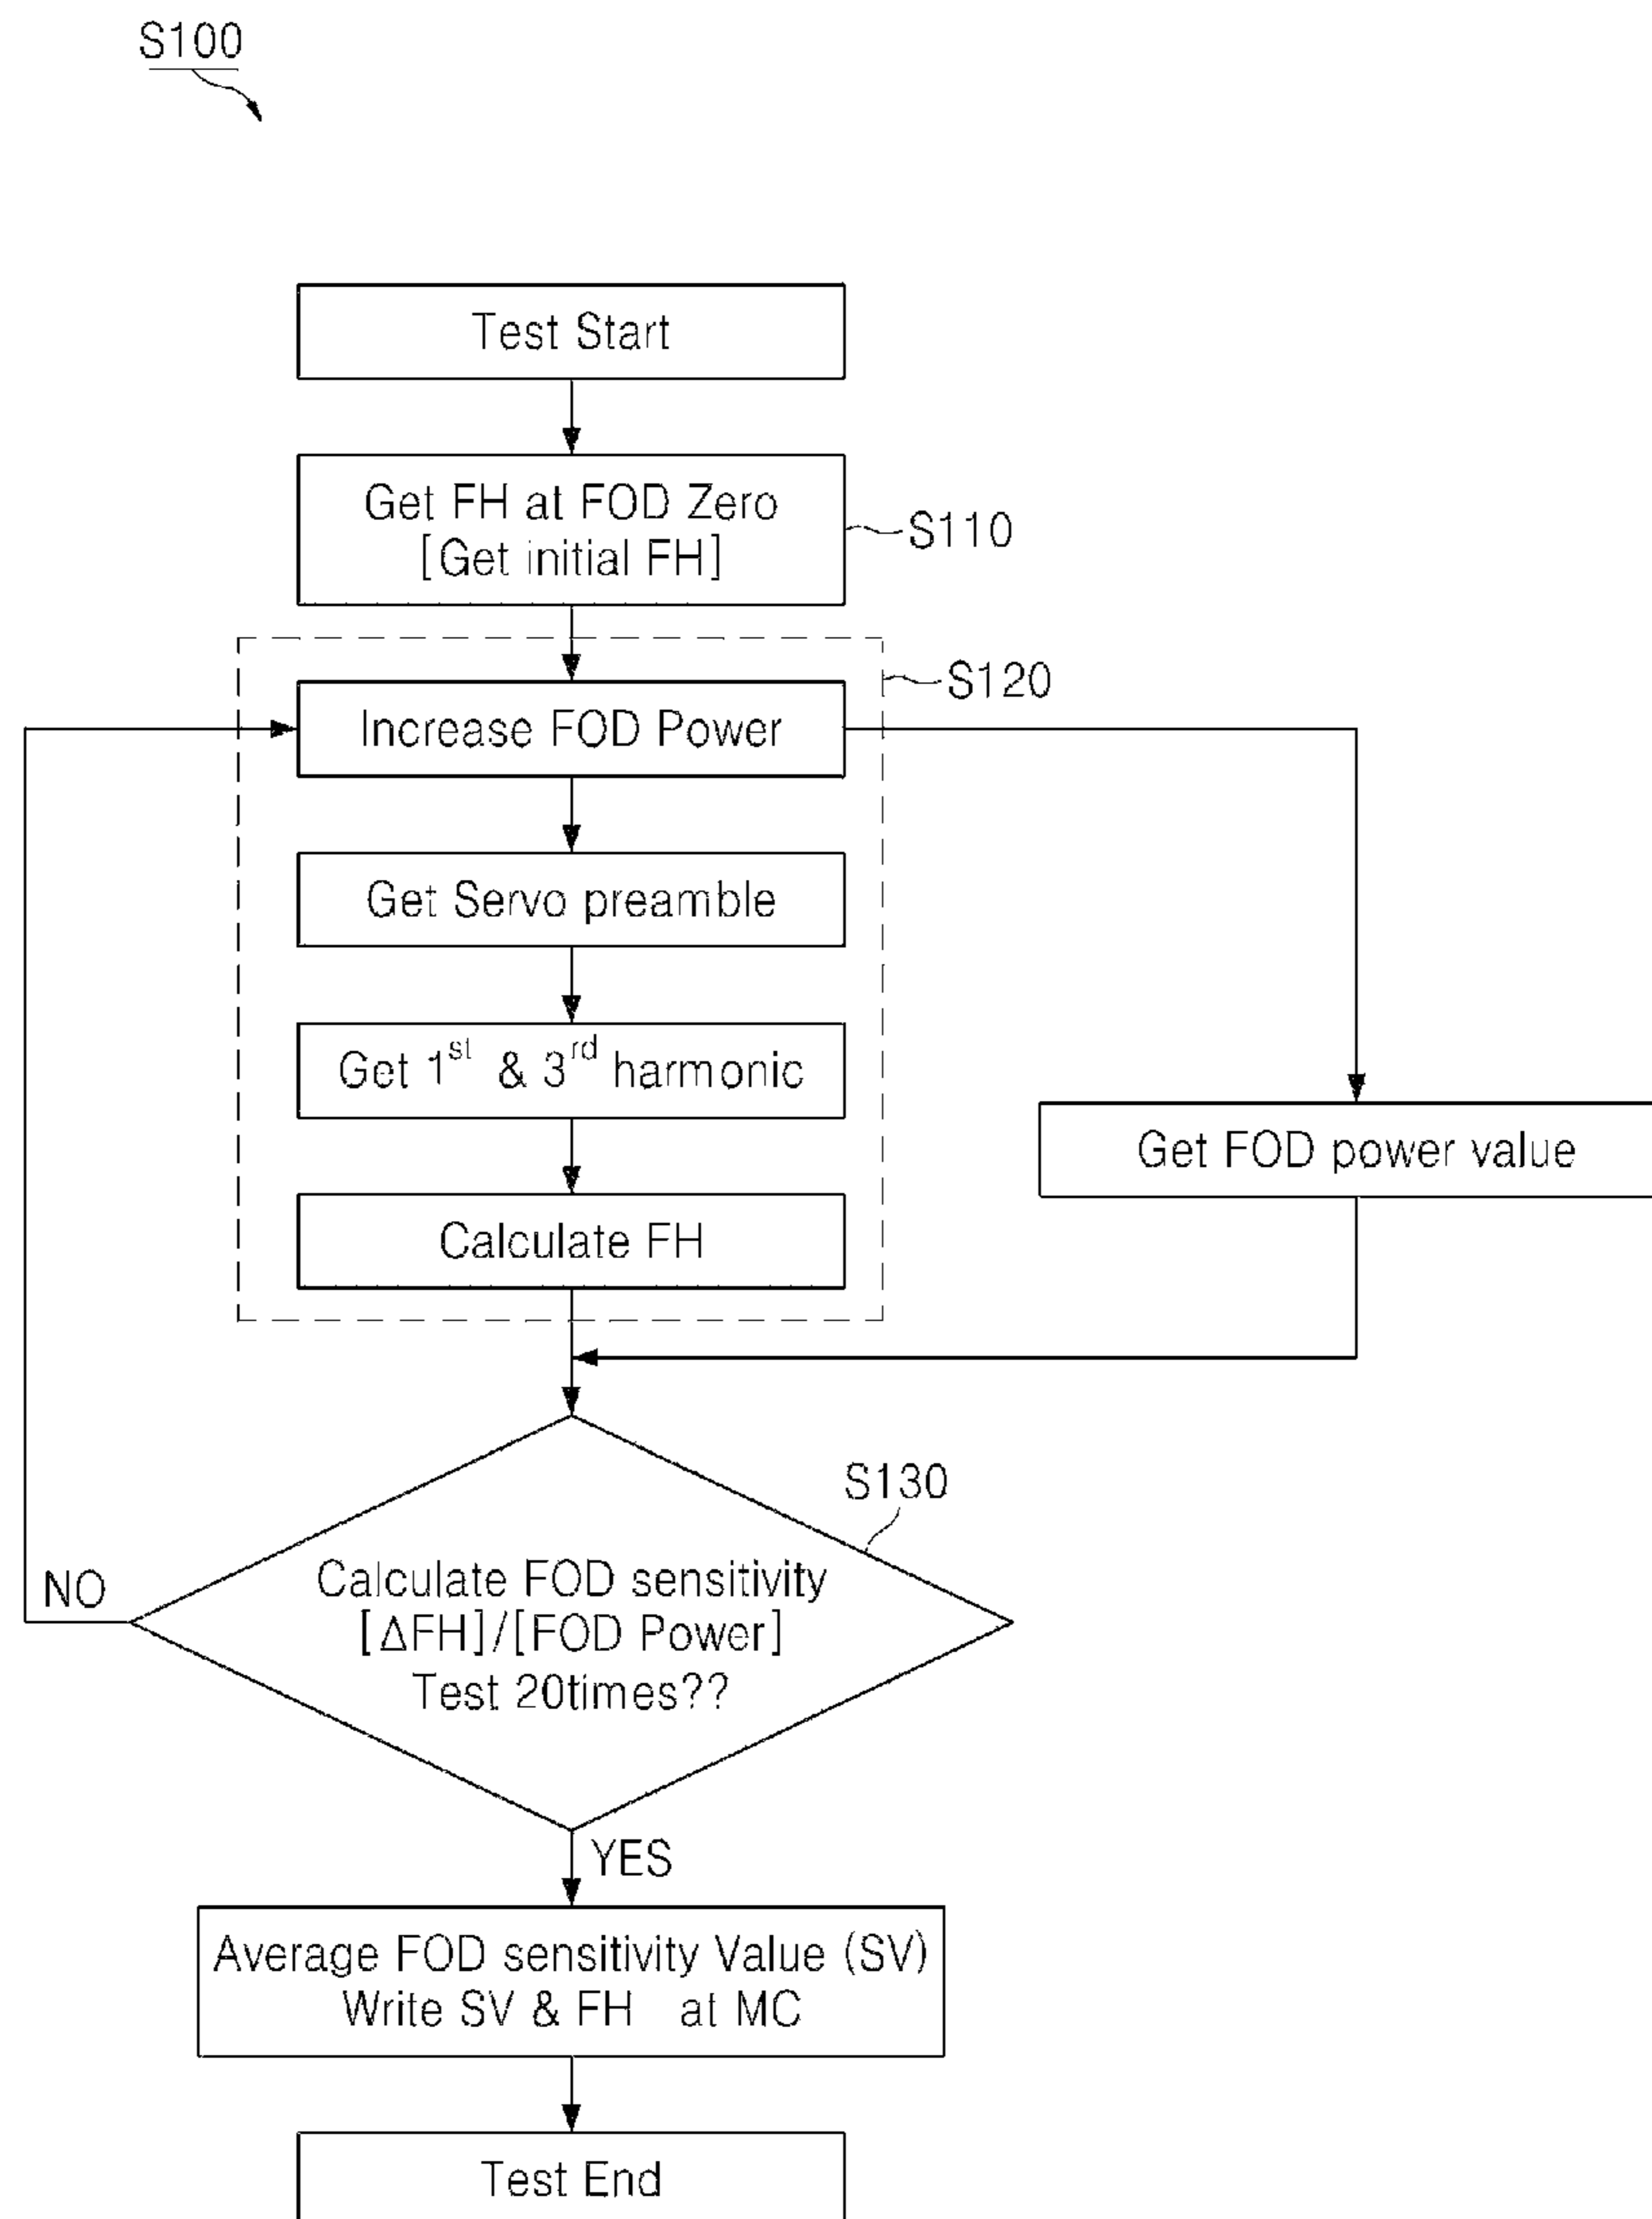 S100
Test Start
Get FH at FOD Zero
[Get initial FH]
S110
S120
Increase FOD Power
Get Servo preamble
Get 1st & 3rd harmonic
Get FOD power value
Calculate FH
S130
Calculate FOD sensitivity
[ΔFH]/[FOD Power]
Test 20times??
NO
YES
Average FOD sensitivity Value (SV)
Write SV & FH at MC
Test End